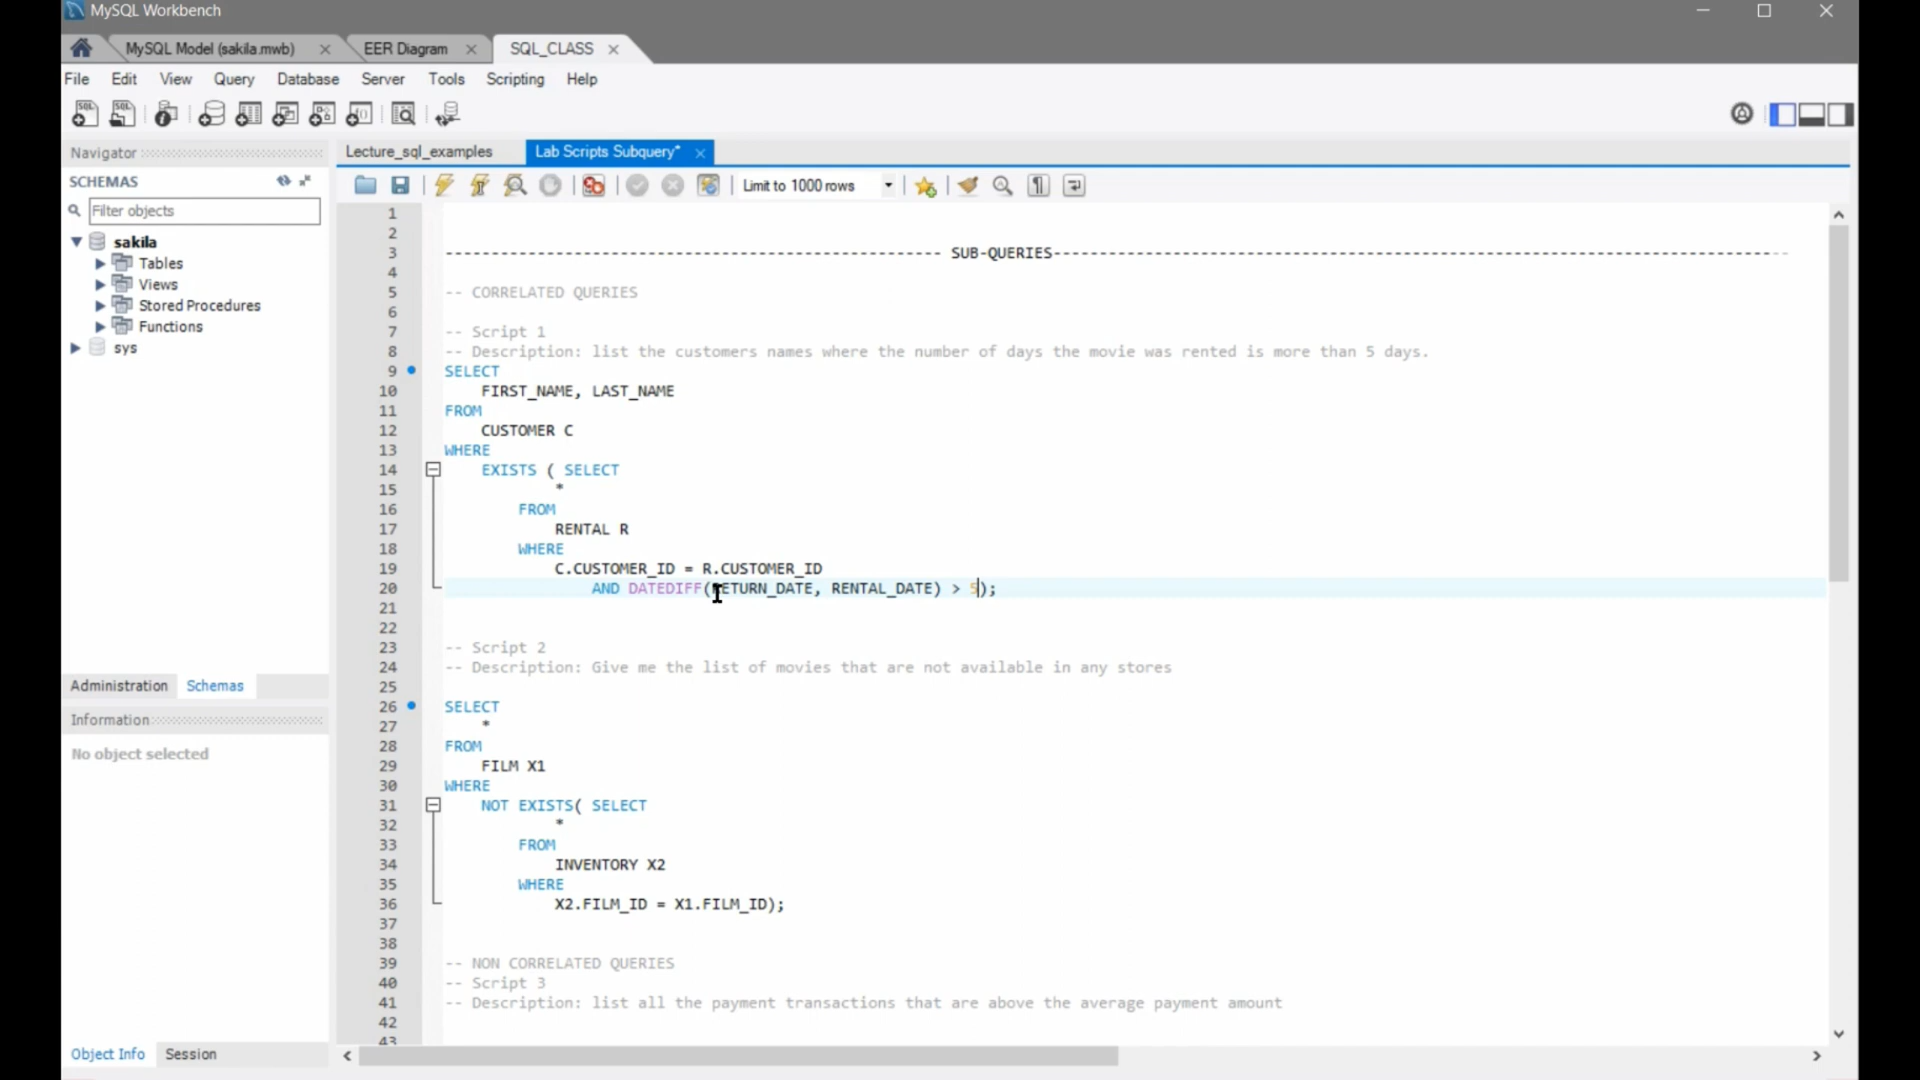 MySQL Workbench
MySQL Model (sakila.mwb) × EER Diagram × SQL_CLASS ×
File Edit View Query Database Server Tools Scripting Help
Navigator
SCHEMAS
Filter objects
sakila
Tables
Views
Stored Procedures
Functions
sys
Administration Schemas
Information
No object selected
Object Info Session
Lecture_sql_examples Lab Scripts Subquery* ×
Limit to 1000 rows
1
2
3 ------------------------------------------------------ SUB-QUERIES--------------------------------------------------------------------------------
4
5 -- CORRELATED QUERIES
6
7 -- Script 1
8 -- Description: list the customers names where the number of days the movie was rented is more than 5 days.
9 SELECT
10 FIRST_NAME, LAST_NAME
11 FROM
12 CUSTOMER C
13 WHERE
14 EXISTS ( SELECT
15 *
16 FROM
17 RENTAL R
18 WHERE
19 C.CUSTOMER_ID = R.CUSTOMER_ID
20 AND DATEDIFF(RETURN_DATE, RENTAL_DATE) > 5);
21
22
23 -- Script 2
24 -- Description: Give me the list of movies that are not available in any stores
25
26 SELECT
27 *
28 FROM
29 FILM X1
30 WHERE
31 NOT EXISTS( SELECT
32 *
33 FROM
34 INVENTORY X2
35 WHERE
36 X2.FILM_ID = X1.FILM_ID);
37
38
39 -- NON CORRELATED QUERIES
40 -- Script 3
41 -- Description: list all the payment transactions that are above the average payment amount
42
43